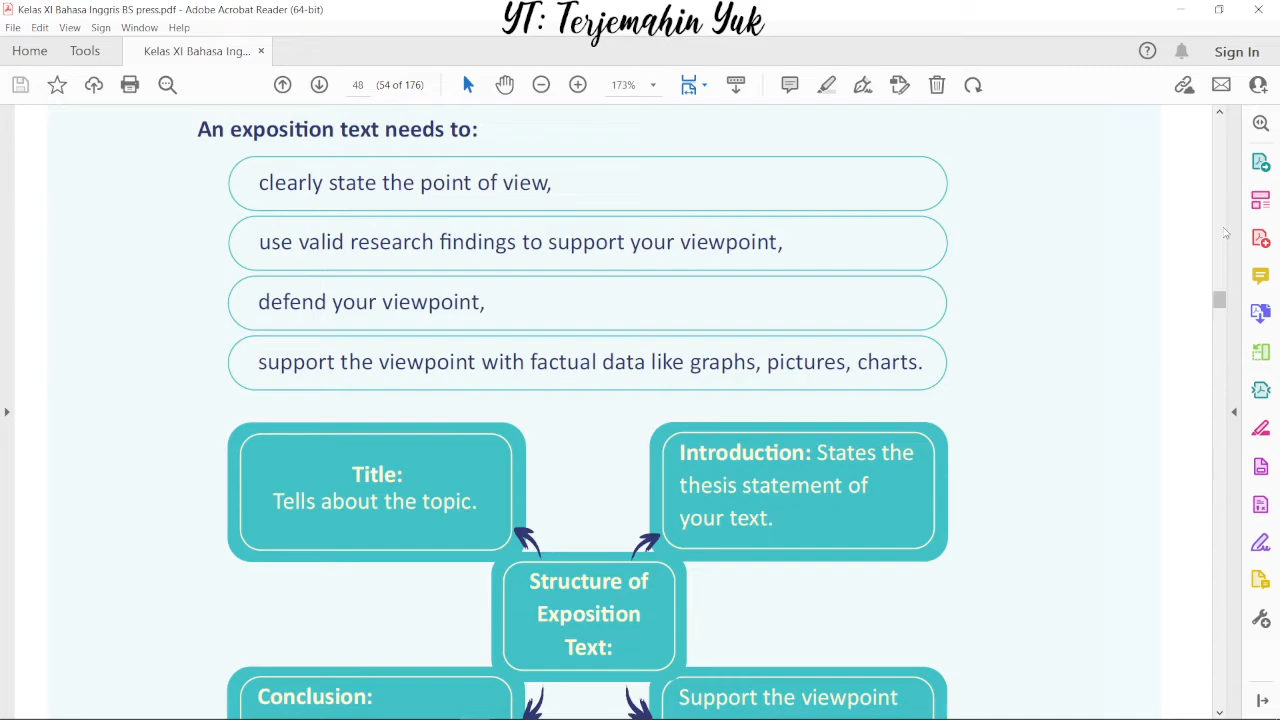 Kelas XI Bahasa Inggris BS press.pdf - Adobe Acrobat Reader (64-bit)
YT: Terjemahin Yuk
File Edit View Sign Window Help
Home Tools Kelas XI Bahasa Ing... × Sign In
48 (54 of 176) 173%
An exposition text needs to:
clearly state the point of view,
use valid research findings to support your viewpoint,
defend your viewpoint,
support the viewpoint with factual data like graphs, pictures, charts.
Title:
Tells about the topic.
Introduction: States the
thesis statement of
your text.
Structure of
Exposition
Text:
Conclusion:
Support the viewpoint